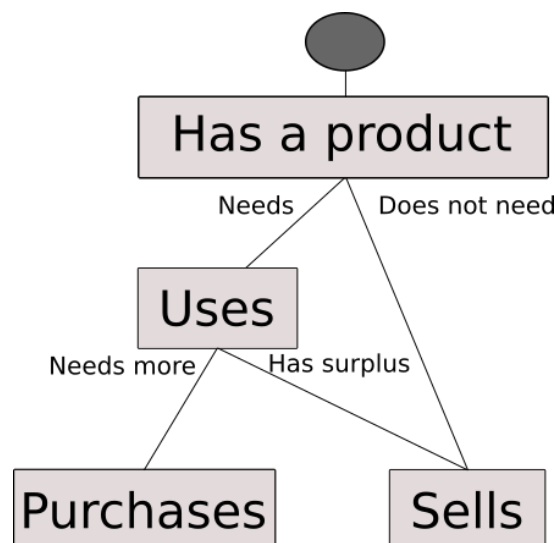 Has a product
Needs
Does not need
Uses
Needs more
Has surplus
Purchases
Sells